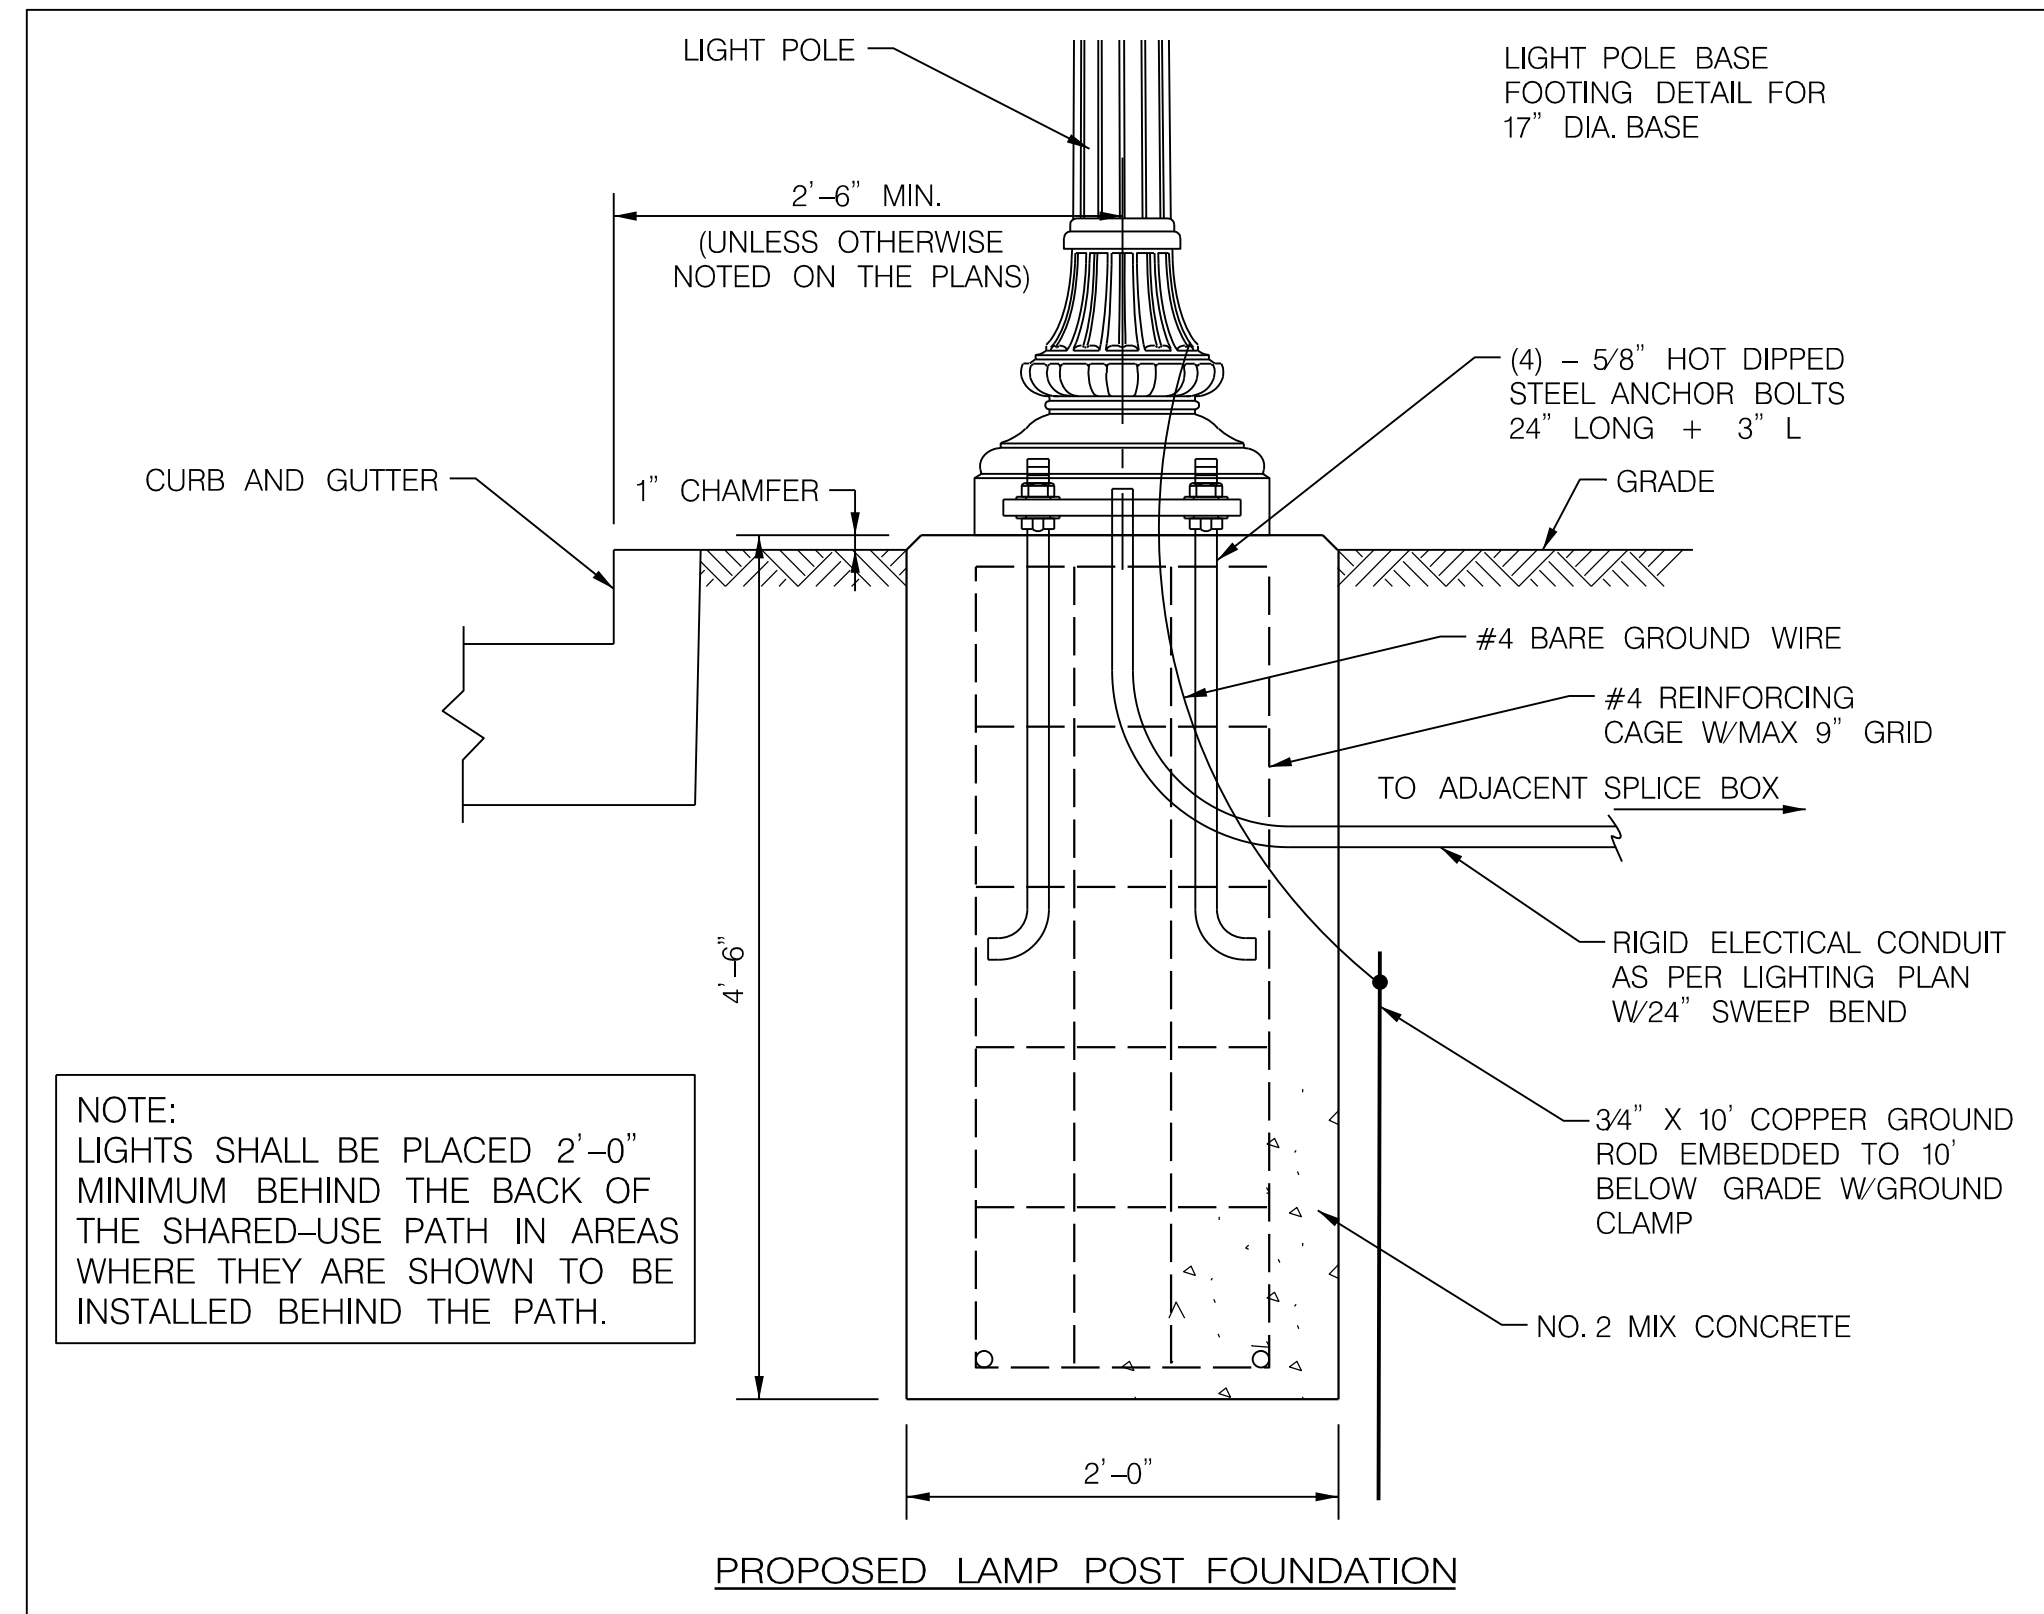 LIGHT POLE
LIGHT POLE BASE
FOOTING DETAIL FOR
17" DIA. BASE
2'-6" MIN.
(UNLESS OTHERWISE
NOTED ON THE PLANS)
(4) - 5/8" HOT DIPPED
STEEL ANCHOR BOLTS
24" LONG + 3" L
CURB AND GUTTER
1" CHAMFER
GRADE
#4 BARE GROUND WIRE
#4 REINFORCING
CAGE W/MAX 9" GRID
TO ADJACENT SPLICE BOX
4'-6"
RIGID ELECTICAL CONDUIT
AS PER LIGHTING PLAN
W/24" SWEEP BEND
NOTE:
LIGHTS SHALL BE PLACED 2'-0"
MINIMUM BEHIND THE BACK OF
THE SHARED-USE PATH IN AREAS
WHERE THEY ARE SHOWN TO BE
INSTALLED BEHIND THE PATH.
3/4" X 10' COPPER GROUND
ROD EMBEDDED TO 10'
BELOW GRADE W/GROUND
CLAMP
NO. 2 MIX CONCRETE
2'-0"
PROPOSED LAMP POST FOUNDATION